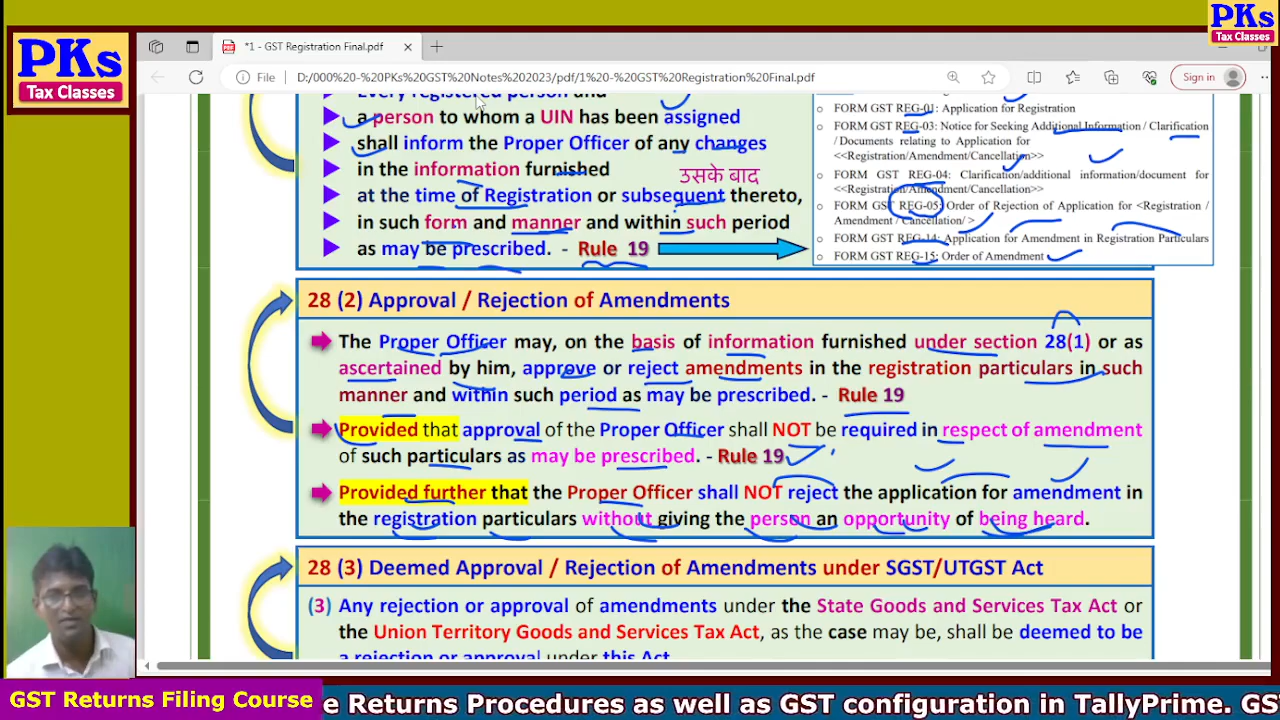 PKs
Tax Classes
PKs
Tax Classes
*1 - GST Registration Final.pdf
File
D:/000%20-%20PKs%20GST%20Notes%202023/pdf/1%20-%20GST%20Registration%20Final.pdf
Sign in
Every registered person and
a person to whom a UIN has been assigned
shall inform the Proper Officer of any changes
in the information furnished
उसके बाद
at the time of Registration or subsequent thereto,
in such form and manner and within such period
as may be prescribed. - Rule 19
FORM GST REG-01: Application for Registration
FORM GST REG-03: Notice for Seeking Additional Information / Clarification
/ Documents relating to Application for
<<Registration/Amendment/Cancellation>>
FORM GST REG-04: Clarification/additional information/document for
<<Registration/Amendment/Cancellation>>
FORM GST REG-05: Order of Rejection of Application for <Registration /
Amendment / Cancellation/ >
FORM GST REG-14: Application for Amendment in Registration Particulars
FORM GST REG-15: Order of Amendment
28 (2) Approval / Rejection of Amendments
The Proper Officer may, on the basis of information furnished under section 28(1) or as
ascertained by him, approve or reject amendments in the registration particulars in such
manner and within such period as may be prescribed. - Rule 19
Provided that approval of the Proper Officer shall NOT be required in respect of amendment
of such particulars as may be prescribed. - Rule 19
Provided further that the Proper Officer shall NOT reject the application for amendment in
the registration particulars without giving the person an opportunity of being heard.
28 (3) Deemed Approval / Rejection of Amendments under SGST/UTGST Act
(3) Any rejection or approval of amendments under the State Goods and Services Tax Act or
the Union Territory Goods and Services Tax Act, as the case may be, shall be deemed to be
a rejection or approval under this Act.
GST Returns Filing Course
e Returns Procedures as well as GST configuration in TallyPrime. GS